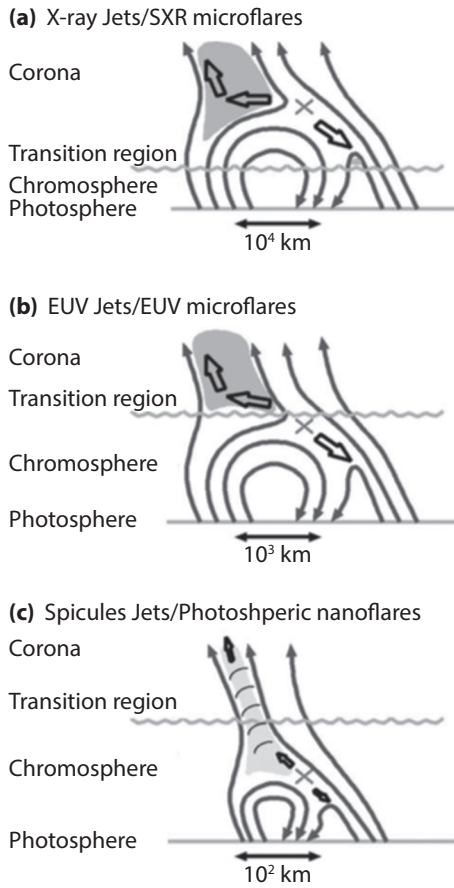 (a) X-ray Jets/SXR microflares
Corona
Transition region
Chromosphere
Photosphere
10⁴ km
(b) EUV Jets/EUV microflares
Corona
Transition region
Chromosphere
Photosphere
10³ km
(c) Spicules Jets/Photoshperic nanoflares
Corona
Transition region
Chromosphere
Photosphere
10² km